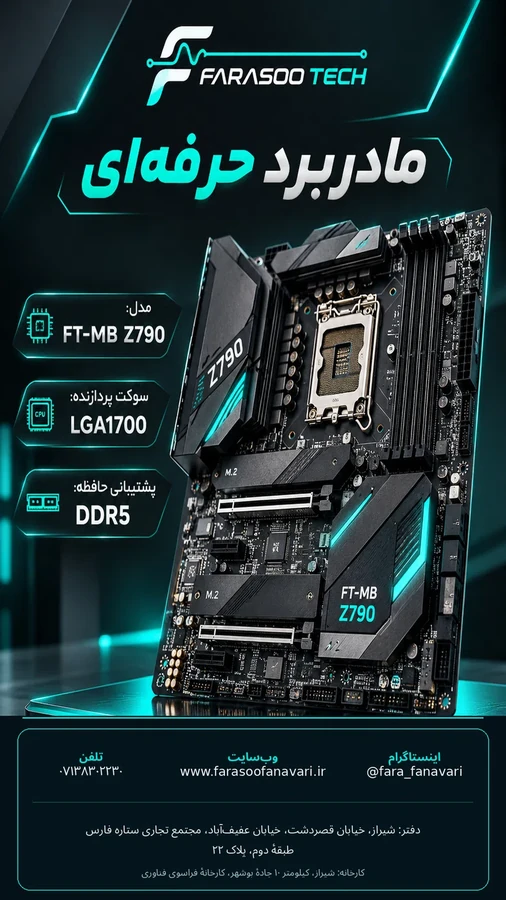 FARASOO TECH
مادربرد حرفه‌ای
مدل:
FT-MB Z790
سوکت پردازنده:
LGA1700
CPU
پشتیبانی حافظه:
DDR5
Z790
M.2
M.2
FT-MB
Z790
اینستاگرام
@fara_fanavari
وب‌سایت
www.farasoofanavari.ir
تلفن
۰۷۱۳۸۳۰۲۲۳۰
دفتر: شیراز، خیابان قصردشت، خیابان عفیف‌آباد، مجتمع تجاری ستاره فارس
طبقهٔ دوم، پلاک ۲۲
کارخانه: شیراز، کیلومتر ۱۰ جادهٔ بوشهر، کارخانهٔ فراسوی فناوری